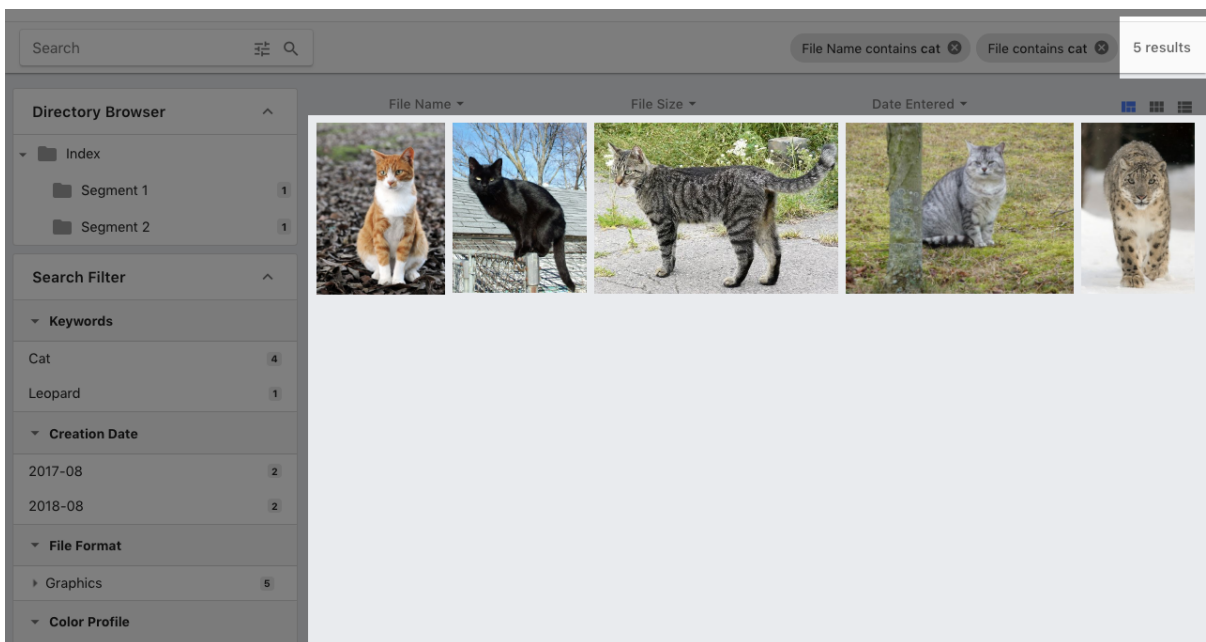 Search
File Name contains cat
File contains cat
5 results
Directory Browser
Index
Segment 1 1
Segment 2 1
Search Filter
Keywords
Cat 4
Leopard 1
Creation Date
2017-08 2
2018-08 2
File Format
Graphics 5
Color Profile
File Name
File Size
Date Entered